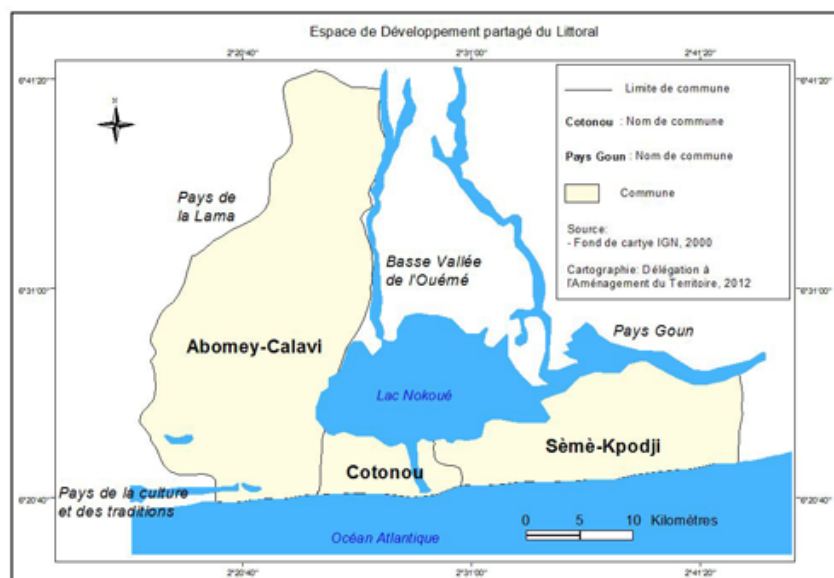 Espace de Développement partagé du Littoral
2°20'40"
2°31'00"
2°41'20"
6°41'20"
6°41'20"
N
Limite de commune
Cotonou : Nom de commune
Pays Goun : Nom de commune
Commune
Source:
- Fond de cartye IGN, 2000
Cartographie: Délégation à
l'Aménagement du Territoire, 2012
Pays de
la Lama
Basse Vallée
de l'Ouémé
6°31'00"
6°31'00"
Pays Goun
Abomey-Calavi
Lac Nokoué
Sèmè-Kpodji
Cotonou
Pays de la culture
et des traditions
6°20'40"
6°20'40"
0 5 10 Kilomètres
Océan Atlantique
2°20'40"
2°31'00"
2°41'20"